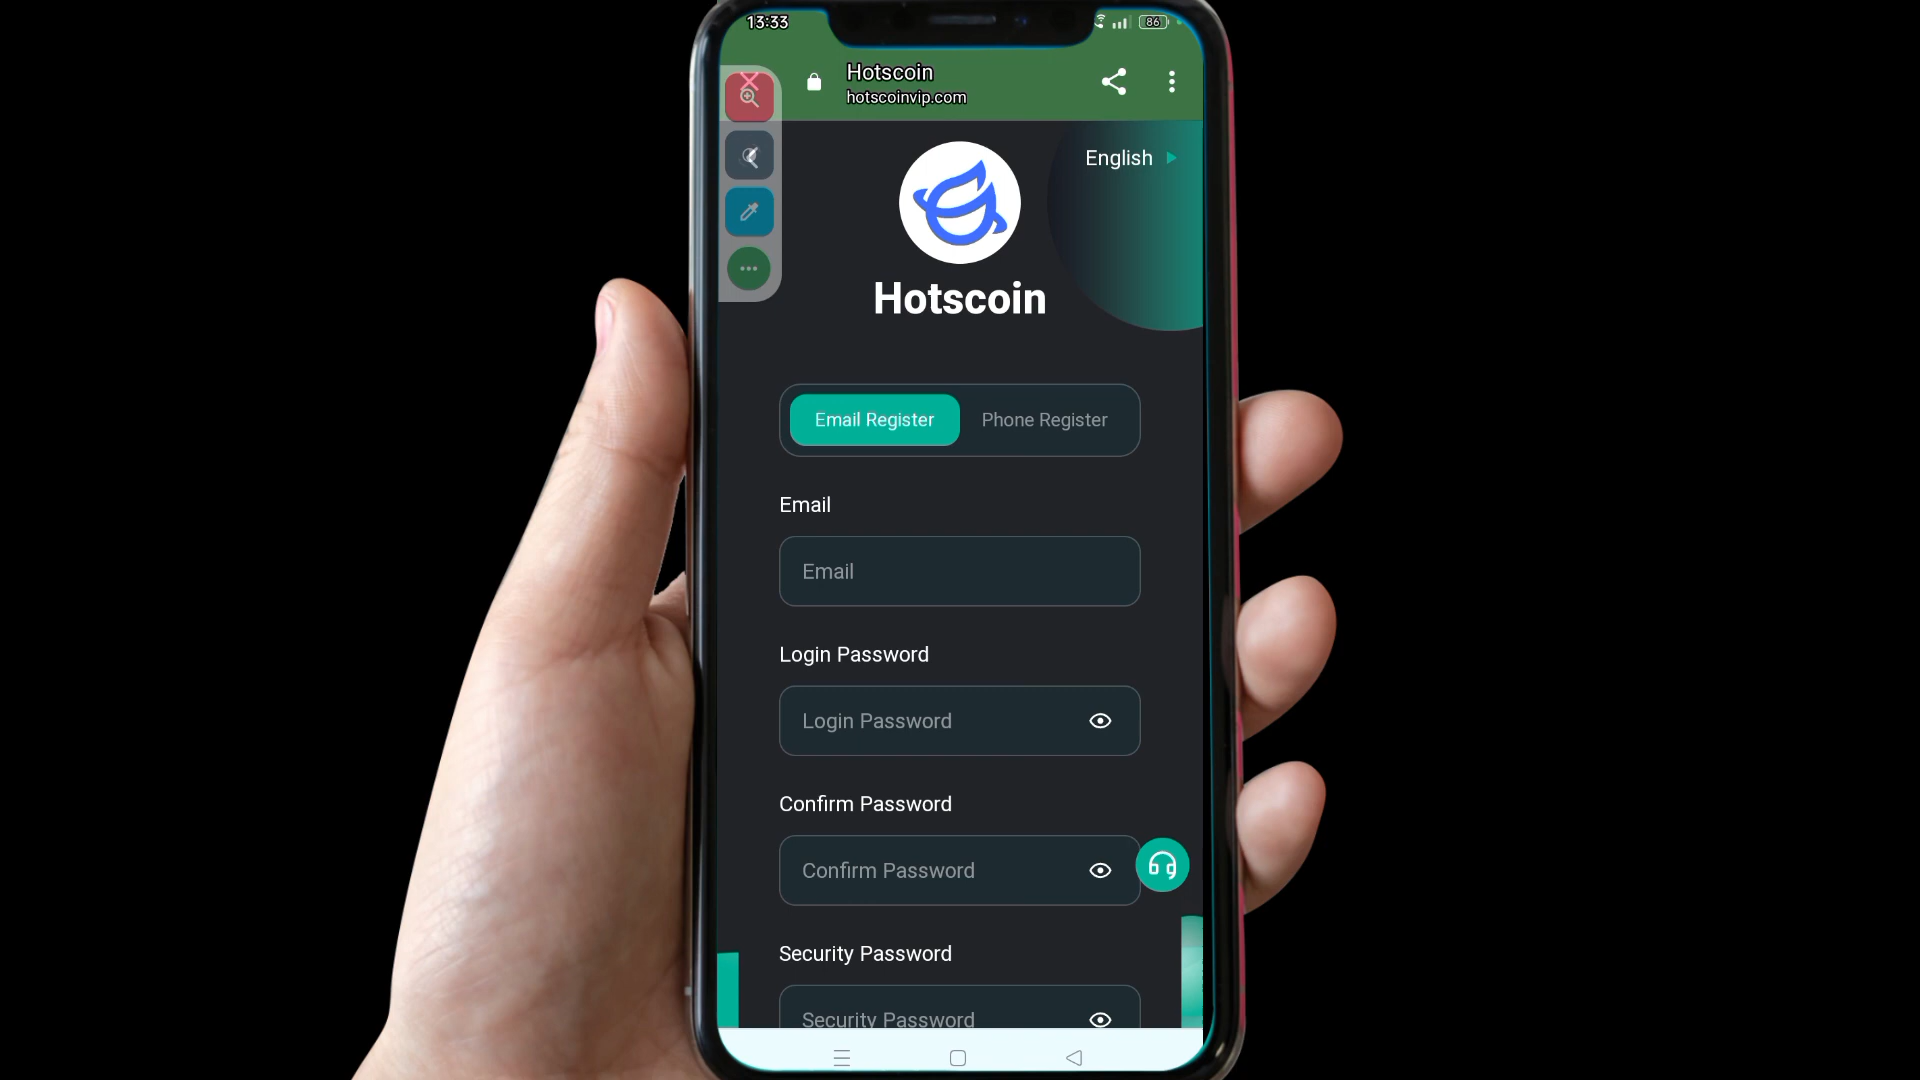 13:33
86
Hotscoin
hotscoinvip.com
English
Hotscoin
Email Register
Phone Register
Email
Email
Login Password
Login Password
Confirm Password
Confirm Password
Security Password
Security Password